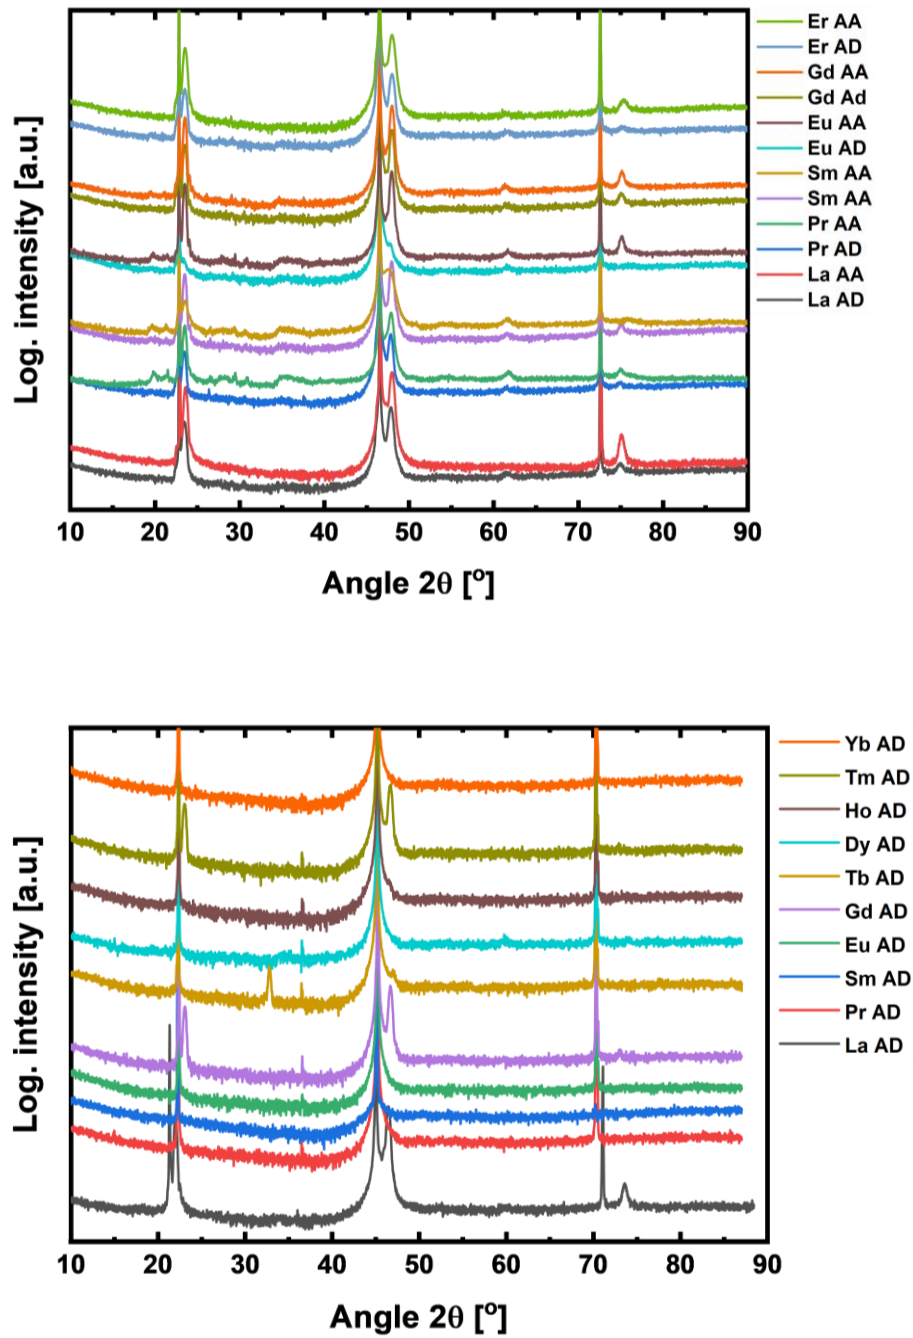 Er AA
Er AD
Gd AA
Gd Ad
Eu AA
Eu AD
Sm AA
Sm AA
Pr AA
Pr AD
La AA
La AD
Log. intensity [a.u.]
10 20 30 40 50 60 70 80 90
Angle 2θ [°]
Yb AD
Tm AD
Ho AD
Dy AD
Tb AD
Gd AD
Eu AD
Sm AD
Pr AD
La AD
Log. intensity [a.u.]
10 20 30 40 50 60 70 80 90
Angle 2θ [°]